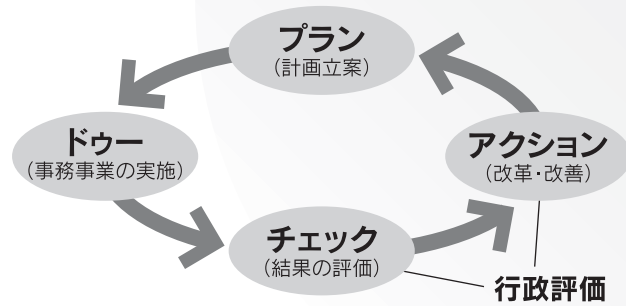 プラン
(計画立案)
ドゥー
(事務事業の実施)
アクション
(改革・改善)
チェック
(結果の評価)
行政評価